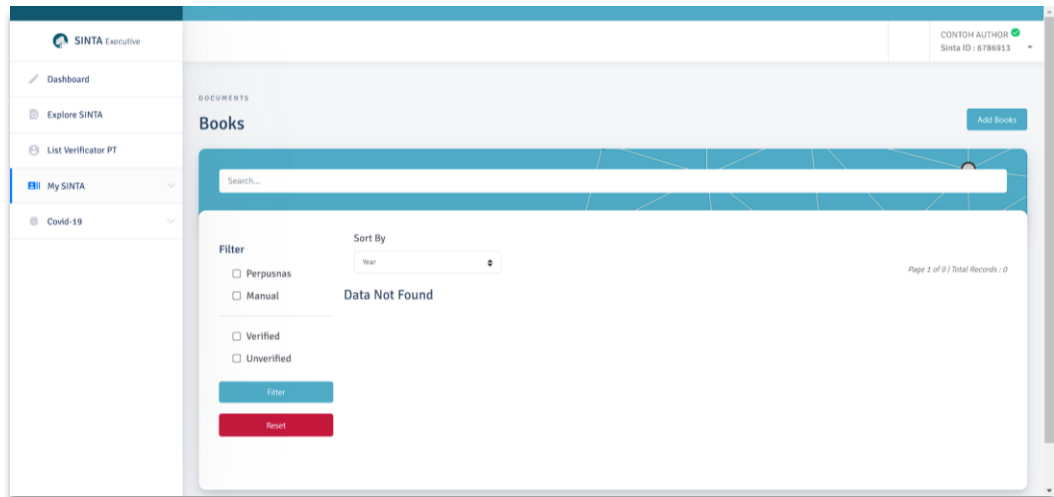 SINTA Executive
CONTOH AUTHOR
Sinta ID : 6786913
Dashboard
Explore SINTA
List Verificator PT
My SINTA
Covid-19
DOCUMENTS
Books
Add Books
Search...
Filter
Perpusnas
Manual
Verified
Unverified
Filter
Reset
Sort By
Year
Page 1 of 0 | Total Records : 0
Data Not Found